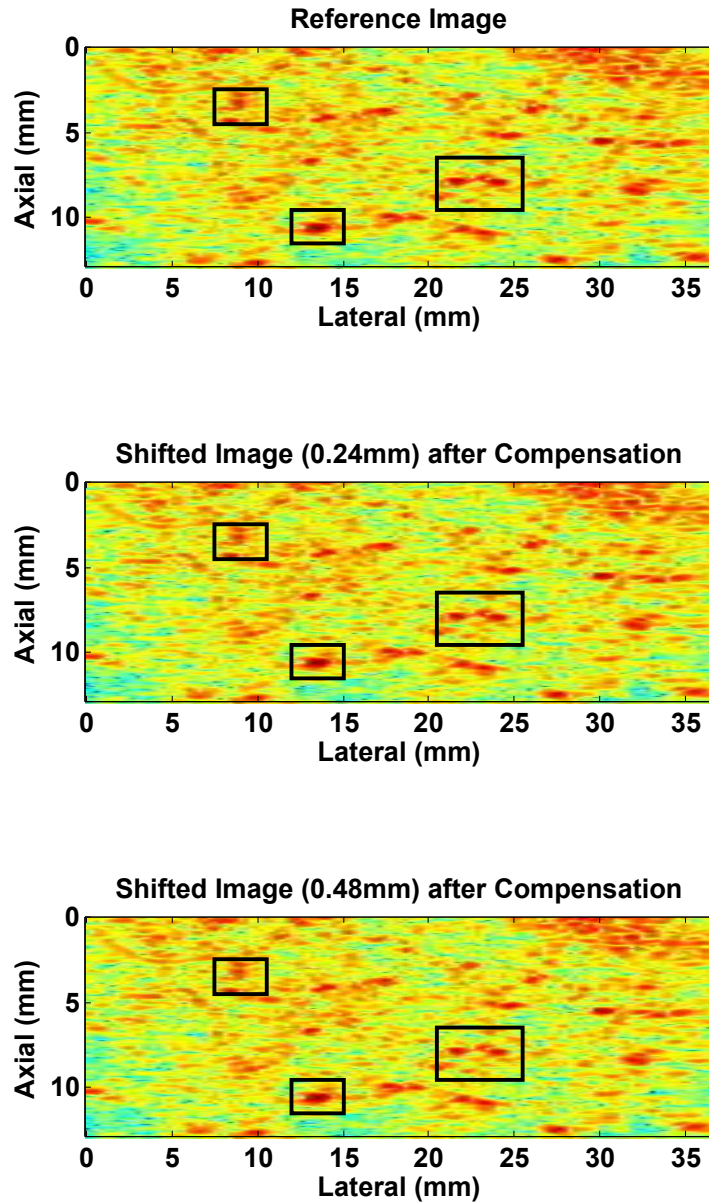 Reference Image
0
5
10
Axial (mm)
0 5 10 15 20 25 30 35
Lateral (mm)
Shifted Image (0.24mm) after Compensation
0
5
10
Axial (mm)
0 5 10 15 20 25 30 35
Lateral (mm)
Shifted Image (0.48mm) after Compensation
0
5
10
Axial (mm)
0 5 10 15 20 25 30 35
Lateral (mm)